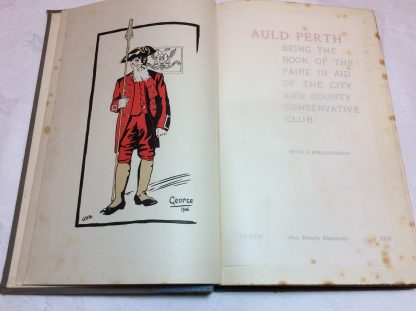 George
1906
AULD PERTH
BEING THE
BOOK OF THE
FAIRE IN AID
OF THE CITY
AND COUNTY
CONSERVATIVE
CLUB
WITH A BIBLIOGRAPHY
PERTH
(ALL RIGHTS RESERVED)